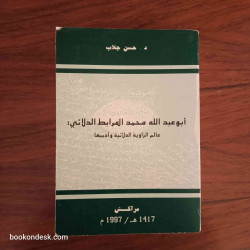 د. حسن جلاب
أبو عبد الله محمد المرابط الدلائي:
عالم الزاوية الدلائية وأديبها
مراكش
1417 هـ / 1997 م
bookondesk.com